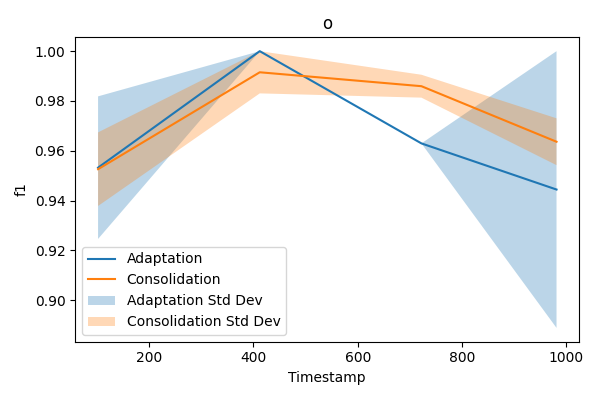 o
f1
1.00
0.98
0.96
0.94
0.92
0.90
Adaptation
Consolidation
Adaptation Std Dev
Consolidation Std Dev
200
400
600
800
1000
Timestamp